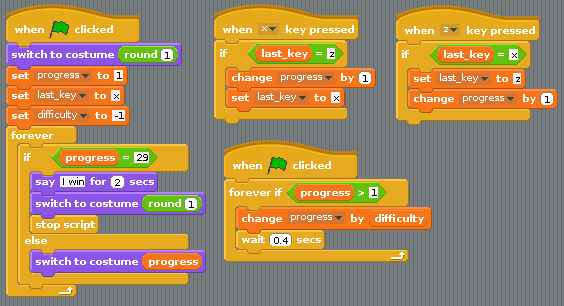 when clicked
switch to costume round 1
set progress to 1
set last_key to x
set difficulty to -1
forever
if progress = 29
say I win for 2 secs
switch to costume round 1
stop script
else
switch to costume progress
when x key pressed
if last_key = z
change progress by 1
set last_key to x
when z key pressed
if last_key = x
set last_key to z
change progress by 1
when clicked
forever if progress > 1
change progress by difficulty
wait 0.4 secs